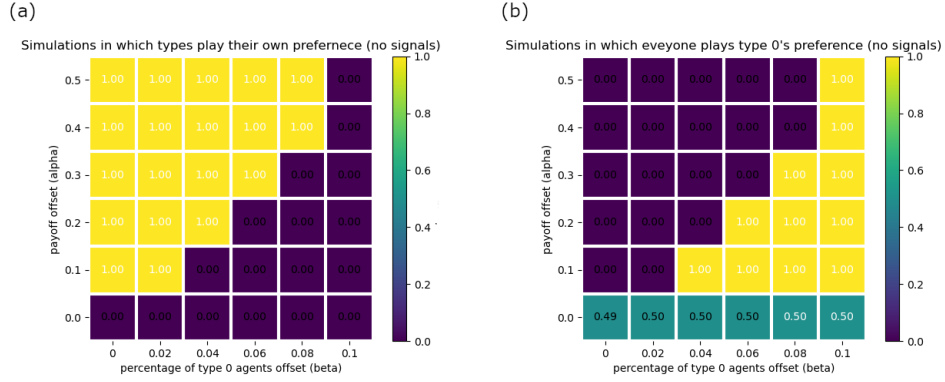 (a)
Simulations in which types play their own prefernece (no signals)
1.0
0.5 1.00 1.00 1.00 1.00 1.00 0.00
0.8
0.4 1.00 1.00 1.00 1.00 1.00 0.00
0.3 1.00 1.00 1.00 1.00 0.00 0.00
0.6
0.2 1.00 1.00 1.00 0.00 0.00 0.00
0.4
0.1 1.00 1.00 0.00 0.00 0.00 0.00
0.2
0.0 0.00 0.00 0.00 0.00 0.00 0.00
0.0
payoff offset (alpha)
0 0.02 0.04 0.06 0.08 0.1
percentage of type 0 agents offset (beta)
(b)
Simulations in which eveyone plays type 0's preference (no signals)
1.0
0.5 0.00 0.00 0.00 0.00 0.00 1.00
0.8
0.4 0.00 0.00 0.00 0.00 0.00 1.00
0.3 0.00 0.00 0.00 0.00 1.00 1.00
0.6
0.2 0.00 0.00 0.00 1.00 1.00 1.00
0.4
0.1 0.00 0.00 1.00 1.00 1.00 1.00
0.2
0.0 0.49 0.50 0.50 0.50 0.50 0.50
0.0
payoff offset (alpha)
0 0.02 0.04 0.06 0.08 0.1
percentage of type 0 agents offset (beta)